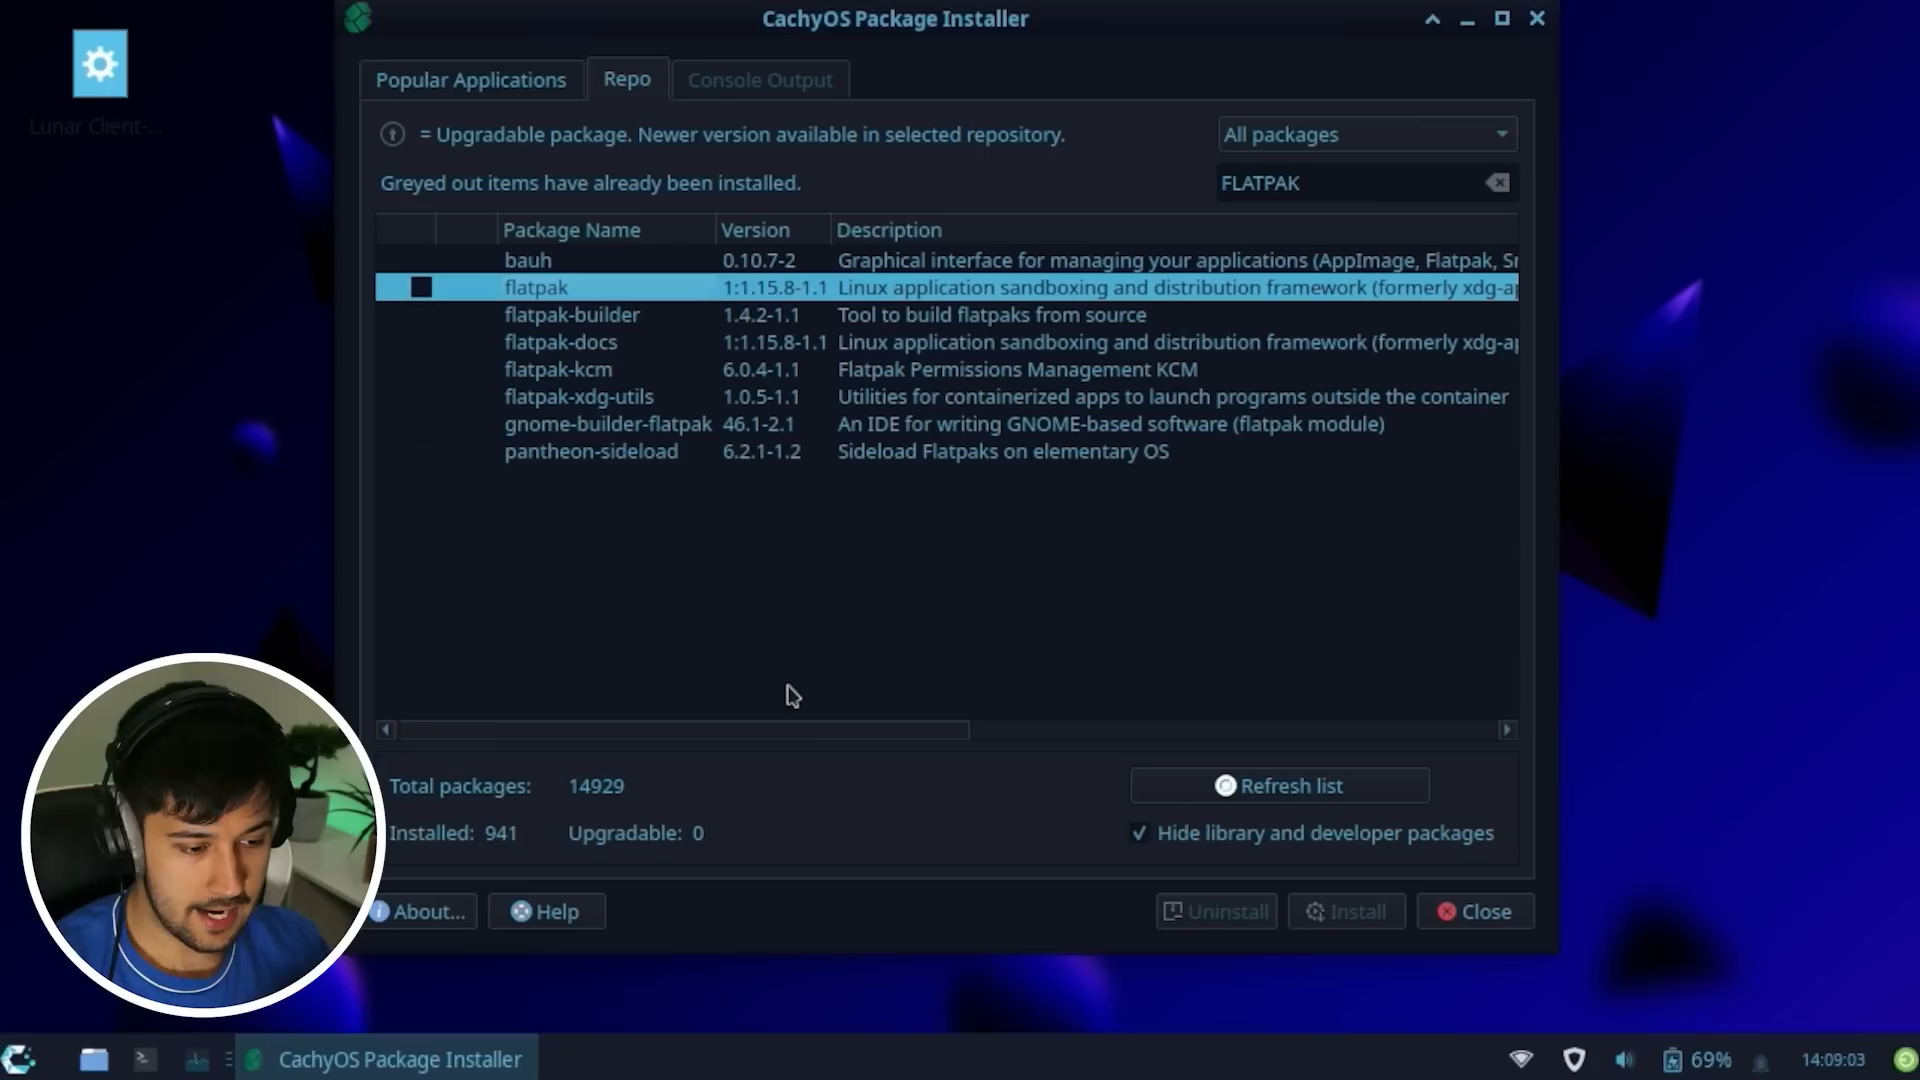 CachyOS Package Installer
Lunar Client-...
Popular Applications
Repo
Console Output
= Upgradable package. Newer version available in selected repository.
All packages
Greyed out items have already been installed.
FLATPAK
Package Name Version Description
bauh 0.10.7-2 Graphical interface for managing your applications (AppImage, Flatpak, Sn
flatpak 1:1.15.8-1.1 Linux application sandboxing and distribution framework (formerly xdg-ap
flatpak-builder 1.4.2-1.1 Tool to build flatpaks from source
flatpak-docs 1:1.15.8-1.1 Linux application sandboxing and distribution framework (formerly xdg-ap
flatpak-kcm 6.0.4-1.1 Flatpak Permissions Management KCM
flatpak-xdg-utils 1.0.5-1.1 Utilities for containerized apps to launch programs outside the container
gnome-builder-flatpak 46.1-2.1 An IDE for writing GNOME-based software (flatpak module)
pantheon-sideload 6.2.1-1.2 Sideload Flatpaks on elementary OS
Total packages: 14929
Refresh list
Installed: 941 Upgradable: 0
Hide library and developer packages
About...
Help
Uninstall
Install
Close
CachyOS Package Installer
69%
14:09:03